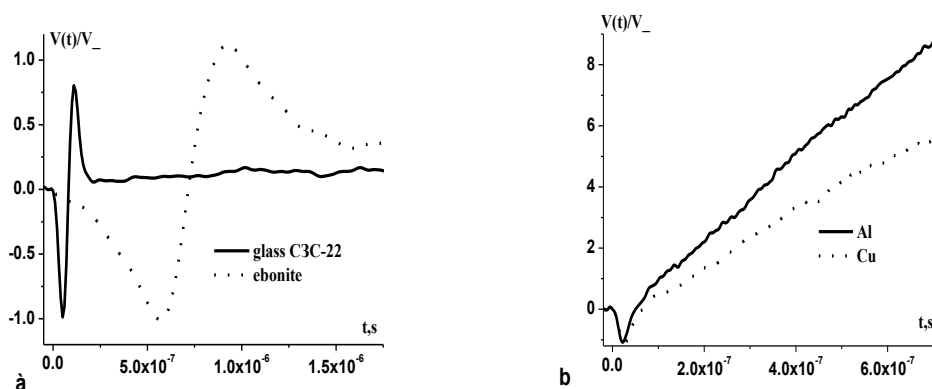 V(t)/V_
1.0
0.5
0.0
-0.5
-1.0
glass C3C-22
ebonite
t,s
0.0
5.0x10⁻⁷
1.0x10⁻⁶
1.5x10⁻⁶
à
V(t)/V_
8
6
4
2
0
Al
Cu
t,s
0.0
2.0x10⁻⁷
4.0x10⁻⁷
6.0x10⁻⁷
b